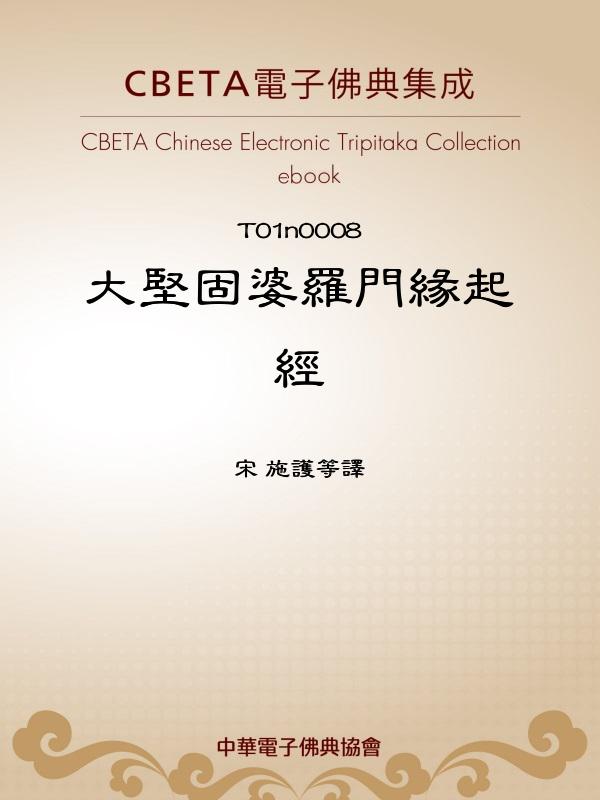 CBETA電子佛典集成
CBETA Chinese Electronic Tripitaka Collection
ebook
T01n0008
大堅固婆羅門緣起
經
宋 施護等譯
中華電子佛典協會